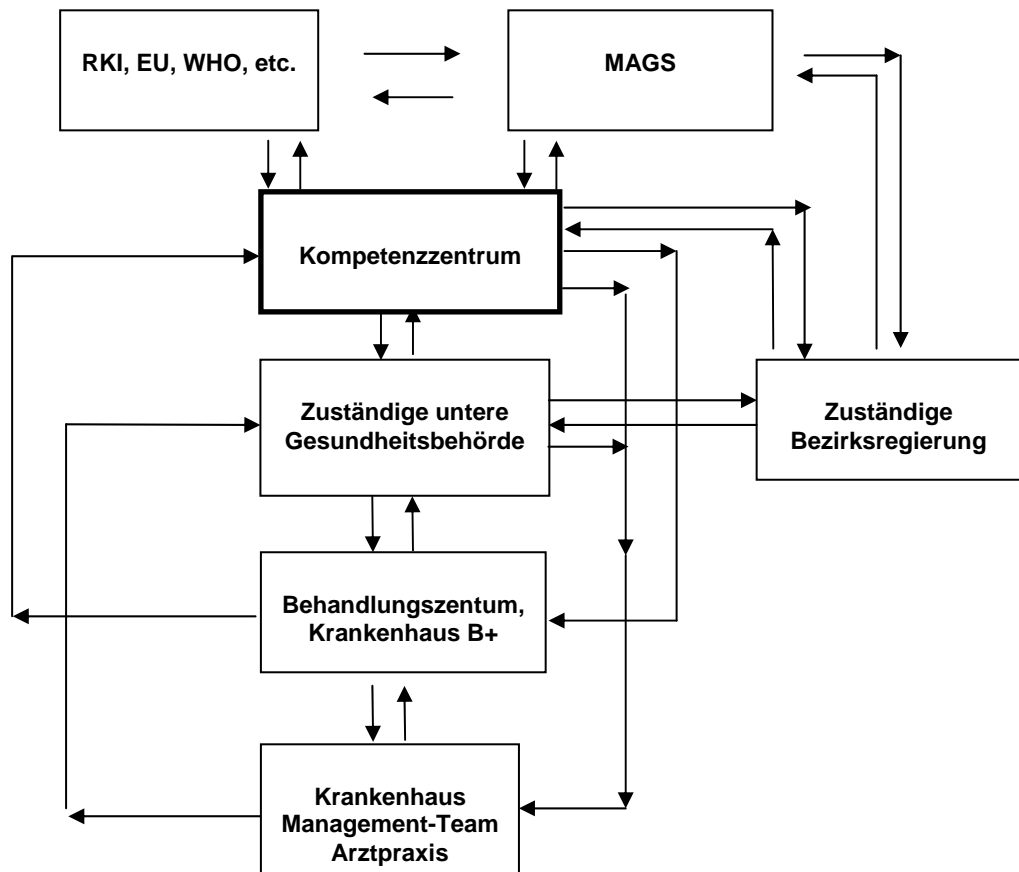 RKI, EU, WHO, etc.
MAGS
Kompetenzzentrum
Zuständige untere
Gesundheitsbehörde
Zuständige
Bezirksregierung
Behandlungszentum,
Krankenhaus B+
Krankenhaus
Management-Team
Arztpraxis